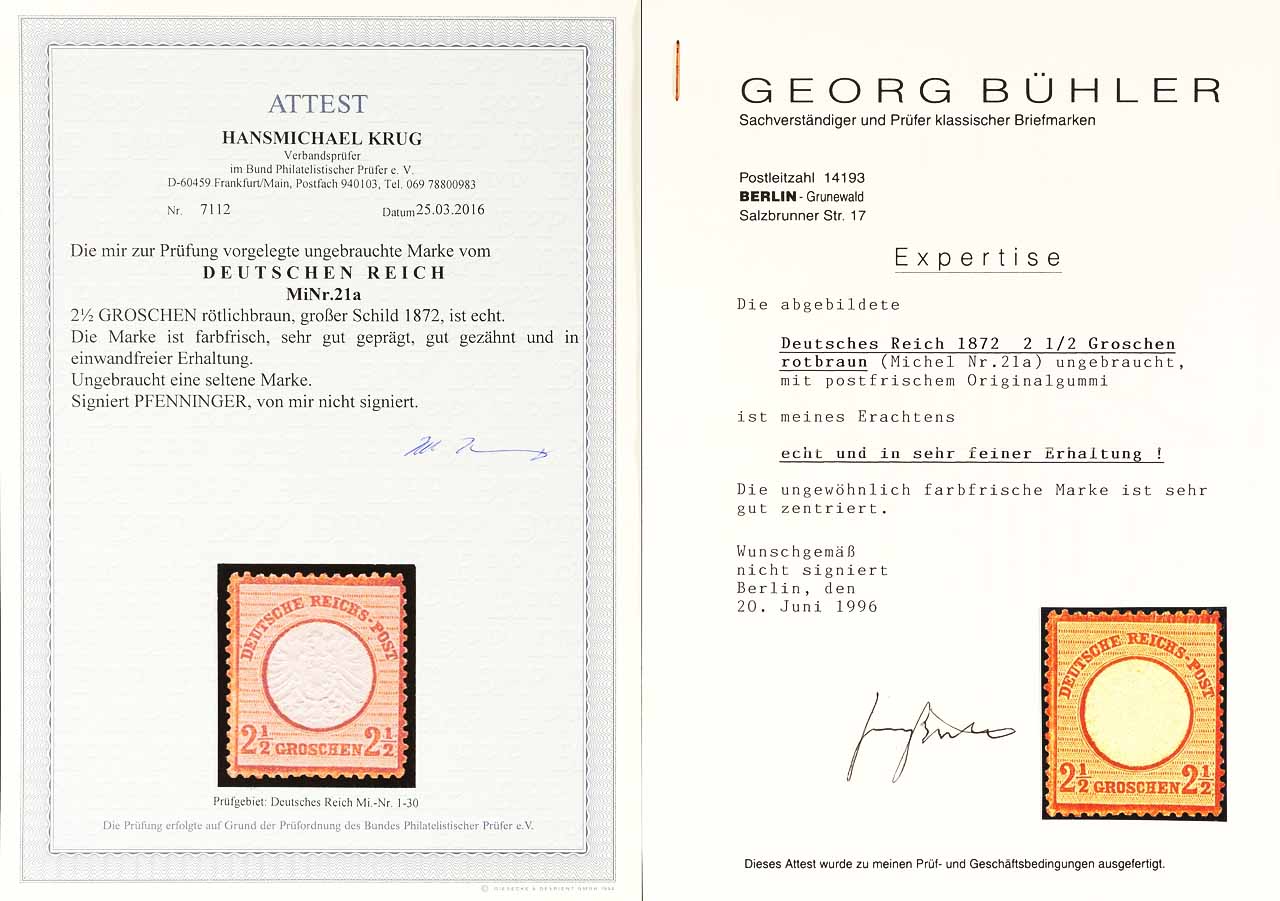 ATTEST
HANSMICHAEL KRUG
Verbandsprüfer
im Bund Philatelistischer Prüfer e. V.
D-60459 Frankfurt/Main, Postfach 940103, Tel. 069 78800983
Nr. 7112 Datum 25.03.2016
Die mir zur Prüfung vorgelegte ungebrauchte Marke vom
DEUTSCHEN REICH
MiNr.21a
2½ GROSCHEN rötlichbraun, großer Schild 1872, ist echt.
Die Marke ist farbfrisch, sehr gut geprägt, gut gezähnt und in
einwandfreier Erhaltung.
Ungebraucht eine seltene Marke.
Signiert PFENNINGER, von mir nicht signiert.
DEUTSCHE REICHS-POST
2½ GROSCHEN 2½
Prüfgebiet: Deutsches Reich Mi.-Nr. 1-30
Die Prüfung erfolgte auf Grund der Prüfordnung des Bundes Philatelistischer Prüfer e.V.
© GIESECKE & DEVRIENT GMBH
GEORG BÜHLER
Sachverständiger und Prüfer klassischer Briefmarken
Postleitzahl 14193
BERLIN - Grunewald
Salzbrunner Str. 17
Expertise
Die abgebildete
Deutsches Reich 1872 2 1/2 Groschen
rotbraun (Michel Nr.21a) ungebraucht,
mit postfrischem Originalgummi
ist meines Erachtens
echt und in sehr feiner Erhaltung !
Die ungewöhnlich farbfrische Marke ist sehr
gut zentriert.
Wunschgemäß
nicht signiert
Berlin, den
20. Juni 1996
DEUTSCHE REICHS-POST
2½ GROSCHEN 2½
Dieses Attest wurde zu meinen Prüf- und Geschäftsbedingungen ausgefertigt.